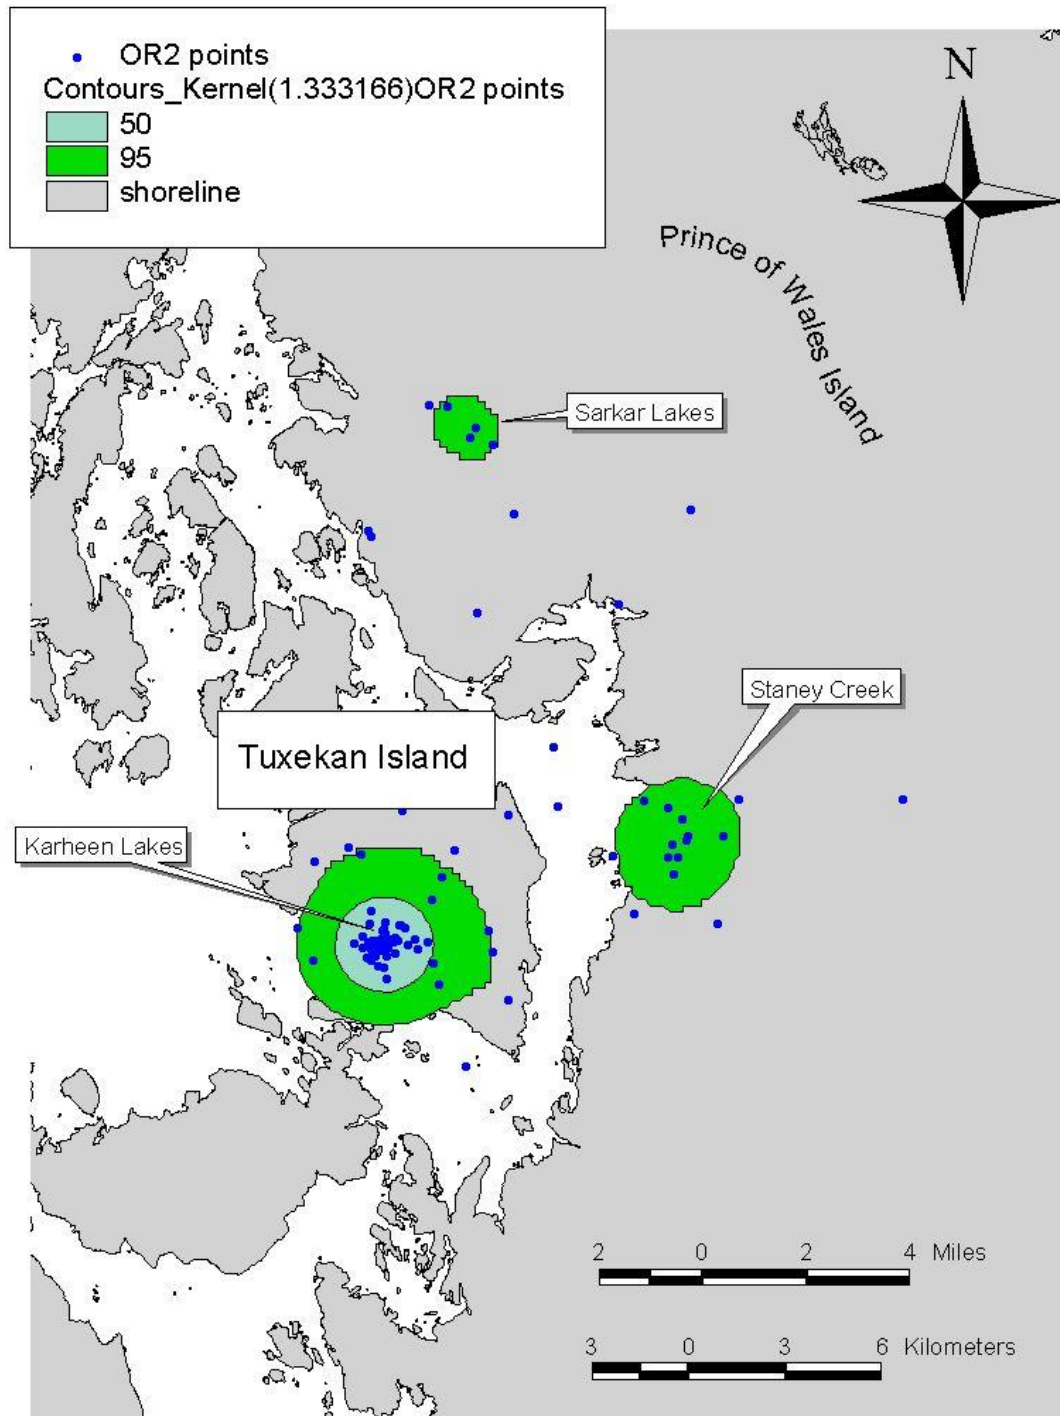 OR2 points
Contours_Kernel(1.333166)OR2 points
50
95
shoreline
N
Prince of Wales Island
Sarkar Lakes
Staney Creek
Tuxekan Island
Karheen Lakes
2 0 2 4 Miles
3 0 3 6 Kilometers